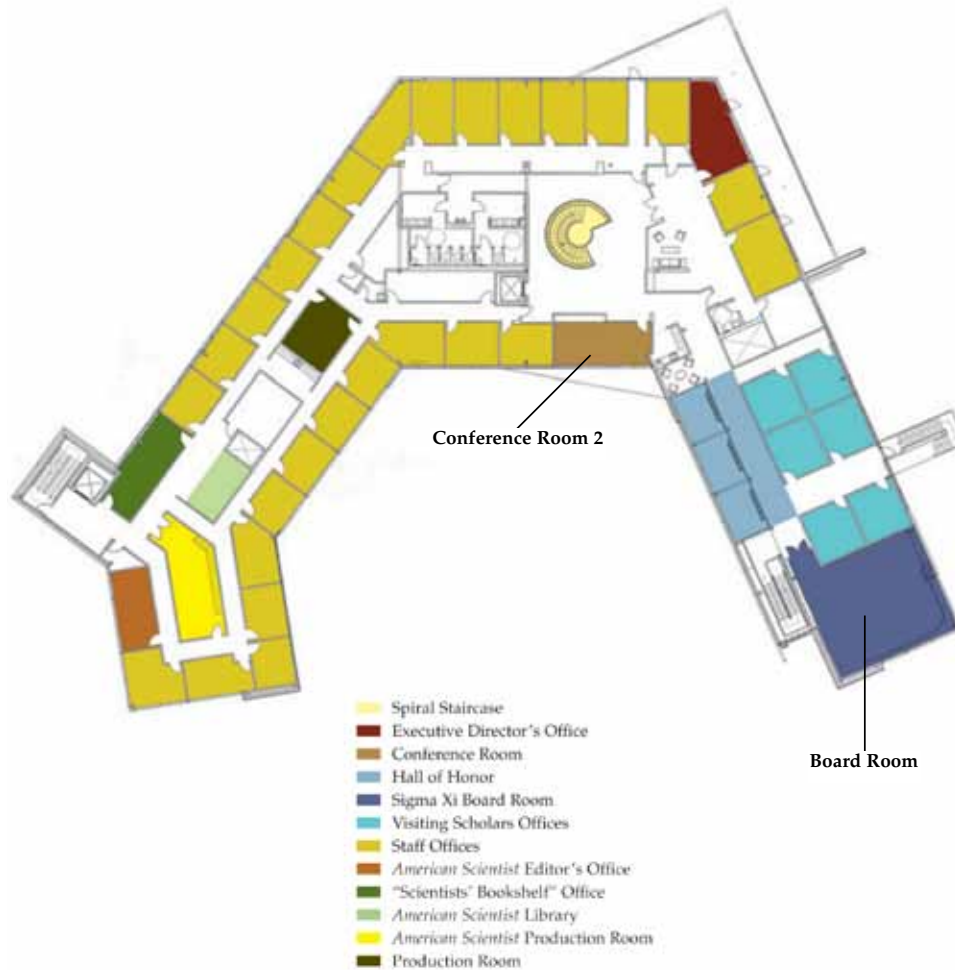 Conference Room 2
Board Room
Spiral Staircase
Executive Director's Office
Conference Room
Hall of Honor
Sigma Xi Board Room
Visiting Scholars Offices
Staff Offices
American Scientist Editor's Office
"Scientists' Bookshelf" Office
American Scientist Library
American Scientist Production Room
Production Room